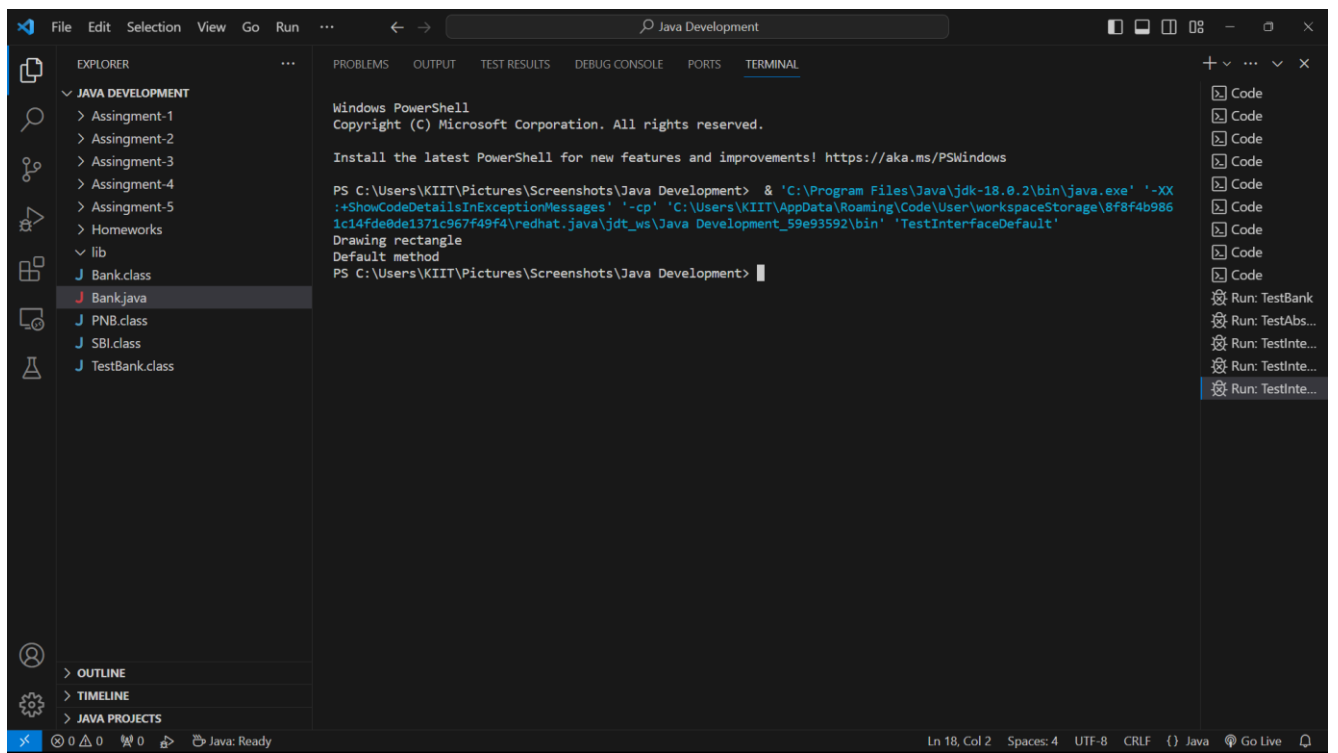 File Edit Selection View Go Run ··· Java Development
EXPLORER ···
JAVA DEVELOPMENT
Assingment-1
Assingment-2
Assingment-3
Assingment-4
Assingment-5
Homeworks
lib
J Bank.class
J Bank.java
J PNB.class
J SBI.class
J TestBank.class
OUTLINE
TIMELINE
JAVA PROJECTS
PROBLEMS OUTPUT TEST RESULTS DEBUG CONSOLE PORTS TERMINAL
Windows PowerShell
Copyright (C) Microsoft Corporation. All rights reserved.
Install the latest PowerShell for new features and improvements! https://aka.ms/PSWindows
PS C:\Users\KIIT\Pictures\Screenshots\Java Development>  & 'C:\Program Files\Java\jdk-18.0.2\bin\java.exe' '-XX
:+ShowCodeDetailsInExceptionMessages' '-cp' 'C:\Users\KIIT\AppData\Roaming\Code\User\workspaceStorage\8f8f4b986
1c14fde0de1371c967f49f4\redhat.java\jdt_ws\Java Development_59e93592\bin' 'TestInterfaceDefault'
Drawing rectangle
Default method
PS C:\Users\KIIT\Pictures\Screenshots\Java Development>
Code
Code
Code
Code
Code
Code
Code
Code
Code
Run: TestBank
Run: TestAbs...
Run: TestInte...
Run: TestInte...
Run: TestInte...
0 0 0 Java: Ready Ln 18, Col 2 Spaces: 4 UTF-8 CRLF {} Java Go Live